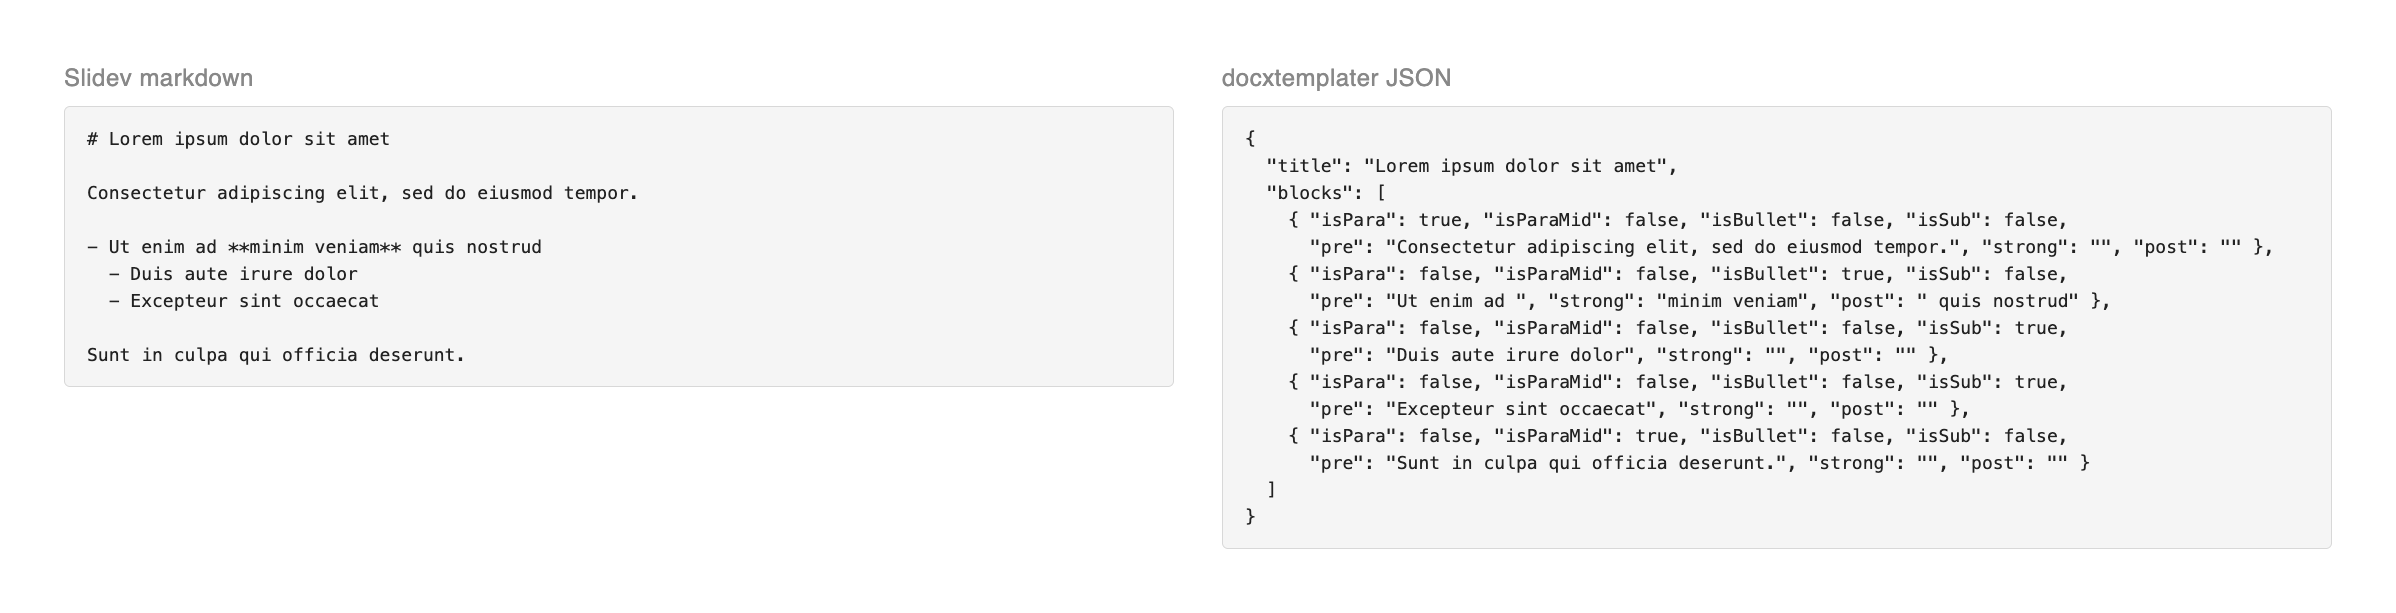 Slidev markdown
# Lorem ipsum dolor sit amet
Consectetur adipiscing elit, sed do eiusmod tempor.
- Ut enim ad **minim veniam** quis nostrud
  - Duis aute irure dolor
  - Excepteur sint occaecat
Sunt in culpa qui officia deserunt.
docxtemplater JSON
{
  "title": "Lorem ipsum dolor sit amet",
  "blocks": [
    { "isPara": true, "isParaMid": false, "isBullet": false, "isSub": false,
      "pre": "Consectetur adipiscing elit, sed do eiusmod tempor.", "strong": "", "post": "" },
    { "isPara": false, "isParaMid": false, "isBullet": true, "isSub": false,
      "pre": "Ut enim ad ", "strong": "minim veniam", "post": " quis nostrud" },
    { "isPara": false, "isParaMid": false, "isBullet": false, "isSub": true,
      "pre": "Duis aute irure dolor", "strong": "", "post": "" },
    { "isPara": false, "isParaMid": false, "isBullet": false, "isSub": true,
      "pre": "Excepteur sint occaecat", "strong": "", "post": "" },
    { "isPara": false, "isParaMid": true, "isBullet": false, "isSub": false,
      "pre": "Sunt in culpa qui officia deserunt.", "strong": "", "post": "" }
  ]
}